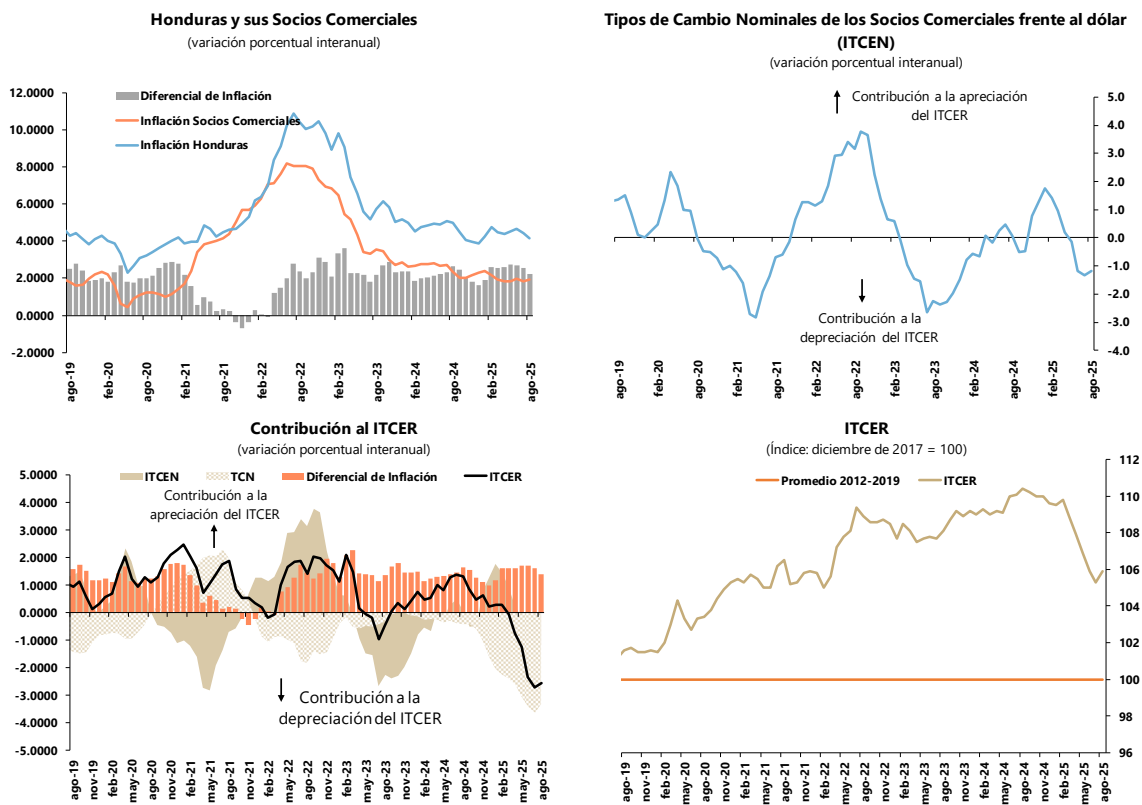 Honduras y sus Socios Comerciales
(variación porcentual interanual)
12.0000
10.0000
8.0000
6.0000
4.0000
2.0000
0.0000
-2.0000
Diferencial de Inflación
Inflación Socios Comerciales
Inflación Honduras
ago-19
feb-20
ago-20
feb-21
ago-21
feb-22
ago-22
feb-23
ago-23
feb-24
ago-24
feb-25
ago-25
Tipos de Cambio Nominales de los Socios Comerciales frente al dólar
(ITCEN)
(variación porcentual interanual)
Contribución a la apreciación
del ITCER
Contribución a la
depreciación del ITCER
5.0
4.0
3.0
2.0
1.0
0.0
-1.0
-2.0
-3.0
-4.0
ago-19
feb-20
ago-20
feb-21
ago-21
feb-22
ago-22
feb-23
ago-23
feb-24
ago-24
feb-25
ago-25
Contribución al ITCER
(variación porcentual interanual)
5.0000
4.0000
3.0000
2.0000
1.0000
0.0000
-1.0000
-2.0000
-3.0000
-4.0000
-5.0000
ITCEN
TCN
Diferencial de Inflación
ITCER
Contribución a la
apreciación del ITCER
Contribución a la
depreciación del ITCER
ago-19
nov-19
feb-20
may-20
ago-20
nov-20
feb-21
may-21
ago-21
nov-21
feb-22
may-22
ago-22
nov-22
feb-23
may-23
ago-23
nov-23
feb-24
may-24
ago-24
nov-24
feb-25
may-25
ago-25
ITCER
(Índice: diciembre de 2017 = 100)
Promedio 2012-2019
ITCER
112
110
108
106
104
102
100
98
96
ago-19
nov-19
feb-20
may-20
ago-20
nov-20
feb-21
may-21
ago-21
nov-21
feb-22
may-22
ago-22
nov-22
feb-23
may-23
ago-23
nov-23
feb-24
may-24
ago-24
nov-24
feb-25
may-25
ago-25